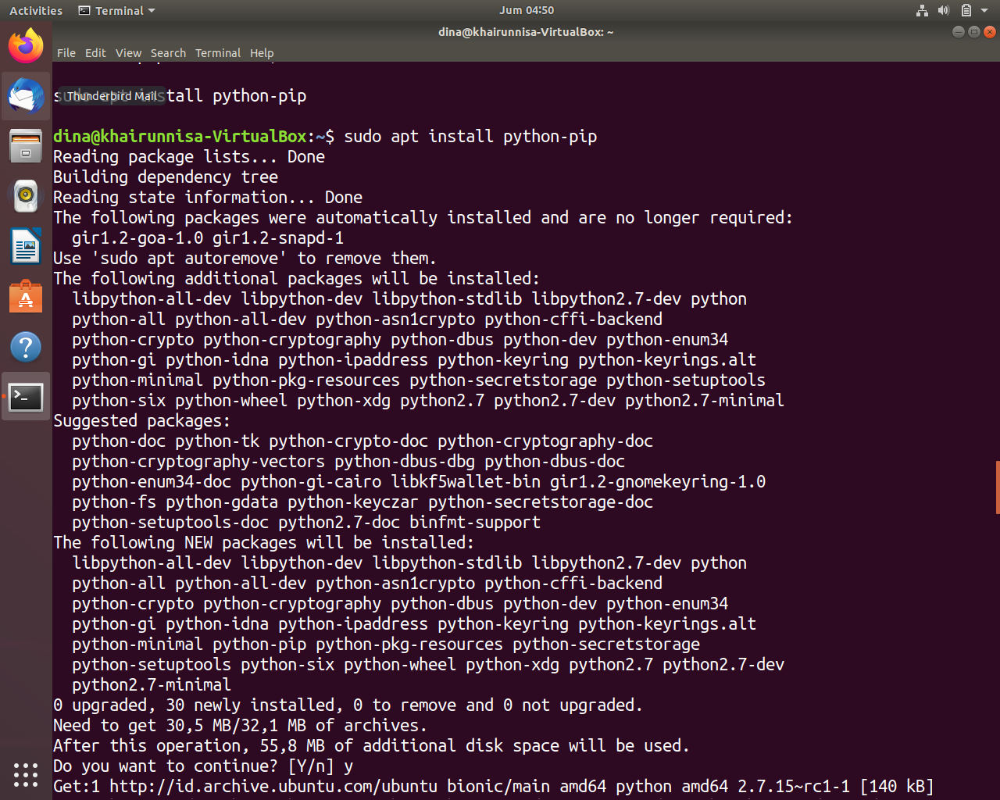 Activities Terminal Jum 04:50
dina@khairunnisa-VirtualBox: ~
File Edit View Search Terminal Help
Thunderbird Mail
sudo apt install python-pip
dina@khairunnisa-VirtualBox:~$ sudo apt install python-pip
Reading package lists... Done
Building dependency tree
Reading state information... Done
The following packages were automatically installed and are no longer required:
gir1.2-goa-1.0 gir1.2-snapd-1
Use 'sudo apt autoremove' to remove them.
The following additional packages will be installed:
libpython-all-dev libpython-dev libpython-stdlib libpython2.7-dev python
python-all python-all-dev python-asn1crypto python-cffi-backend
python-crypto python-cryptography python-dbus python-dev python-enum34
python-gi python-idna python-ipaddress python-keyring python-keyrings.alt
python-minimal python-pkg-resources python-secretstorage python-setuptools
python-six python-wheel python-xdg python2.7 python2.7-dev python2.7-minimal
Suggested packages:
python-doc python-tk python-crypto-doc python-cryptography-doc
python-cryptography-vectors python-dbus-dbg python-dbus-doc
python-enum34-doc python-gi-cairo libkf5wallet-bin gir1.2-gnomekeyring-1.0
python-fs python-gdata python-keyczar python-secretstorage-doc
python-setuptools-doc python2.7-doc binfmt-support
The following NEW packages will be installed:
libpython-all-dev libpython-dev libpython-stdlib libpython2.7-dev python
python-all python-all-dev python-asn1crypto python-cffi-backend
python-crypto python-cryptography python-dbus python-dev python-enum34
python-gi python-idna python-ipaddress python-keyring python-keyrings.alt
python-minimal python-pip python-pkg-resources python-secretstorage
python-setuptools python-six python-wheel python-xdg python2.7 python2.7-dev
python2.7-minimal
0 upgraded, 30 newly installed, 0 to remove and 0 not upgraded.
Need to get 30,5 MB/32,1 MB of archives.
After this operation, 55,8 MB of additional disk space will be used.
Do you want to continue? [Y/n] y
Get:1 http://id.archive.ubuntu.com/ubuntu bionic/main amd64 python amd64 2.7.15~rc1-1 [140 kB]